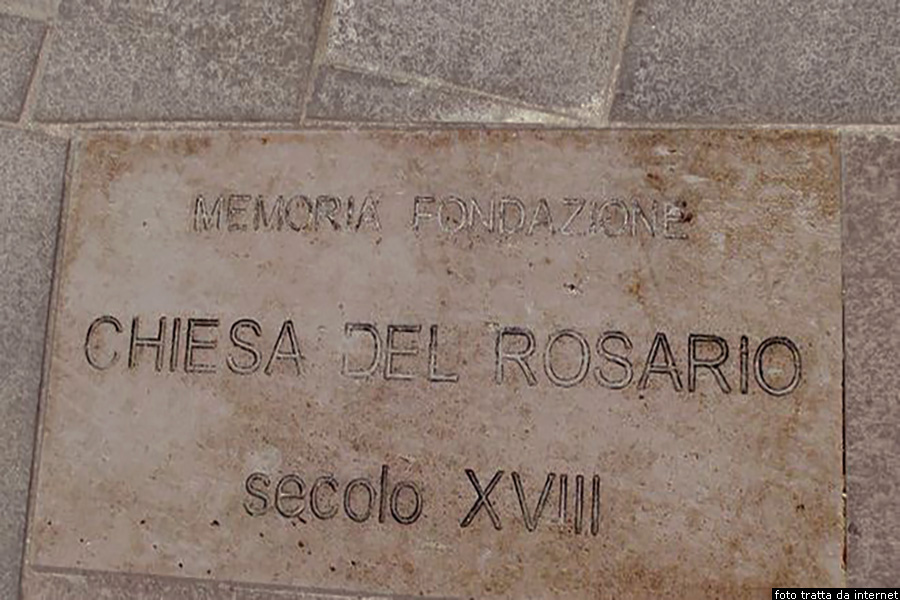 MEMORIA FONDAZIONE
CHIESA DEL ROSARIO
secolo XVIII
foto tratta da internet